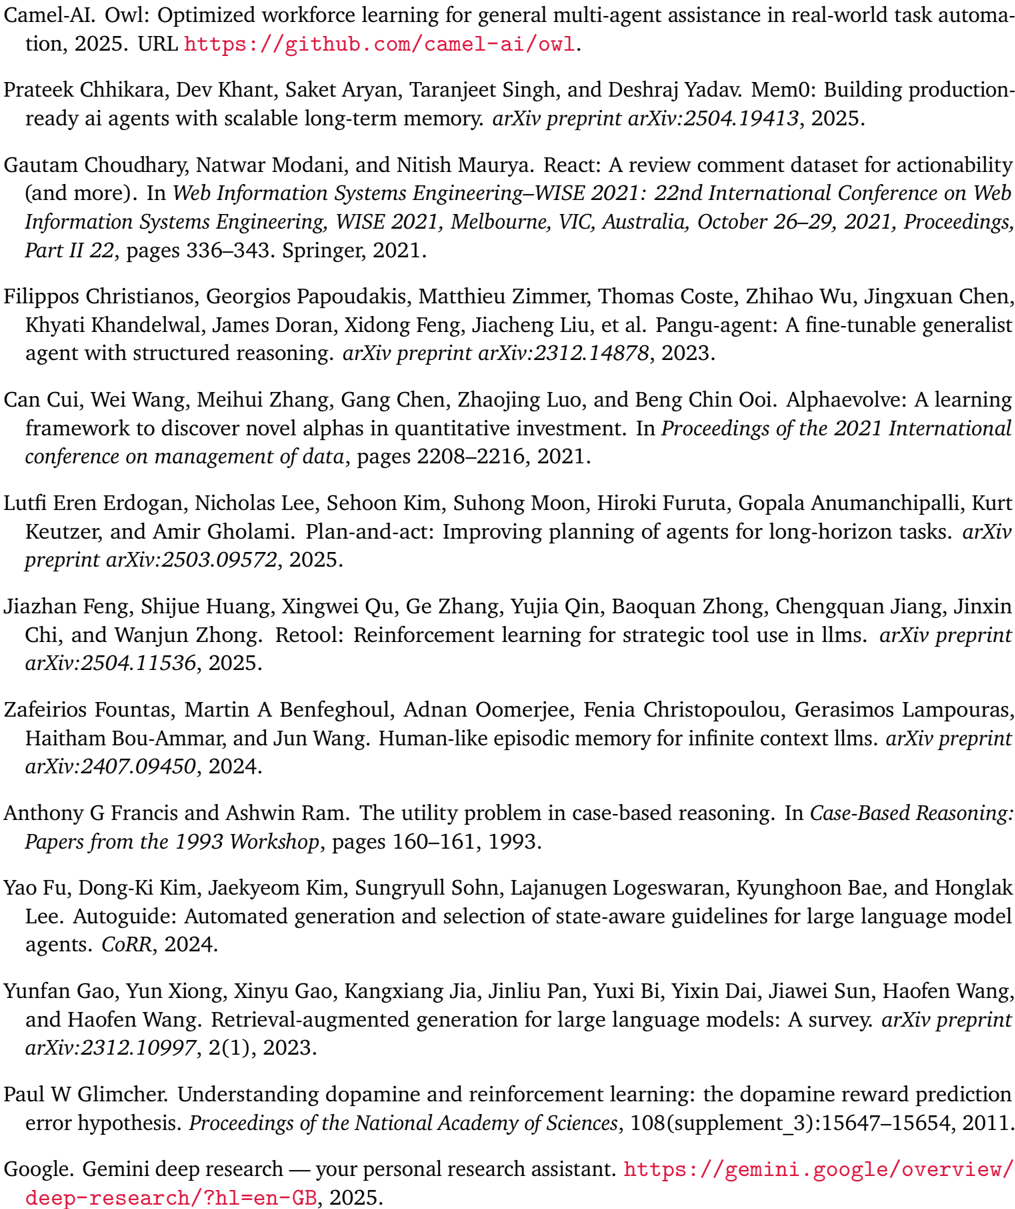 Camel-AI. Owl: Optimized workforce learning for general multi-agent assistance in real-world task automa-
tion, 2025. URL https://github.com/camel-ai/owl.
Prateek Chhikara, Dev Khant, Saket Aryan, Taranjeet Singh, and Deshraj Yadav. Mem0: Building production-
ready ai agents with scalable long-term memory. arXiv preprint arXiv:2504.19413, 2025.
Gautam Choudhary, Natwar Modani, and Nitish Maurya. React: A review comment dataset for actionability
(and more). In Web Information Systems Engineering–WISE 2021: 22nd International Conference on Web
Information Systems Engineering, WISE 2021, Melbourne, VIC, Australia, October 26–29, 2021, Proceedings,
Part II 22, pages 336–343. Springer, 2021.
Filippos Christianos, Georgios Papoudakis, Matthieu Zimmer, Thomas Coste, Zhihao Wu, Jingxuan Chen,
Khyati Khandelwal, James Doran, Xidong Feng, Jiacheng Liu, et al. Pangu-agent: A fine-tunable generalist
agent with structured reasoning. arXiv preprint arXiv:2312.14878, 2023.
Can Cui, Wei Wang, Meihui Zhang, Gang Chen, Zhaojing Luo, and Beng Chin Ooi. Alphaevolve: A learning
framework to discover novel alphas in quantitative investment. In Proceedings of the 2021 International
conference on management of data, pages 2208–2216, 2021.
Lutfi Eren Erdogan, Nicholas Lee, Sehoon Kim, Suhong Moon, Hiroki Furuta, Gopala Anumanchipalli, Kurt
Keutzer, and Amir Gholami. Plan-and-act: Improving planning of agents for long-horizon tasks. arXiv
preprint arXiv:2503.09572, 2025.
Jiazhan Feng, Shijue Huang, Xingwei Qu, Ge Zhang, Yujia Qin, Baoquan Zhong, Chengquan Jiang, Jinxin
Chi, and Wanjun Zhong. Retool: Reinforcement learning for strategic tool use in llms. arXiv preprint
arXiv:2504.11536, 2025.
Zafeirios Fountas, Martin A Benfeghoul, Adnan Oomerjee, Fenia Christopoulou, Gerasimos Lampouras,
Haitham Bou-Ammar, and Jun Wang. Human-like episodic memory for infinite context llms. arXiv preprint
arXiv:2407.09450, 2024.
Anthony G Francis and Ashwin Ram. The utility problem in case-based reasoning. In Case-Based Reasoning:
Papers from the 1993 Workshop, pages 160–161, 1993.
Yao Fu, Dong-Ki Kim, Jaekyeom Kim, Sungryull Sohn, Lajanugen Logeswaran, Kyunghoon Bae, and Honglak
Lee. Autoguide: Automated generation and selection of state-aware guidelines for large language model
agents. CoRR, 2024.
Yunfan Gao, Yun Xiong, Xinyu Gao, Kangxiang Jia, Jinliu Pan, Yuxi Bi, Yixin Dai, Jiawei Sun, Haofen Wang,
and Haofen Wang. Retrieval-augmented generation for large language models: A survey. arXiv preprint
arXiv:2312.10997, 2(1), 2023.
Paul W Glimcher. Understanding dopamine and reinforcement learning: the dopamine reward prediction
error hypothesis. Proceedings of the National Academy of Sciences, 108(supplement_3):15647–15654, 2011.
Google. Gemini deep research — your personal research assistant. https://gemini.google/overview/
deep-research/?hl=en-GB, 2025.